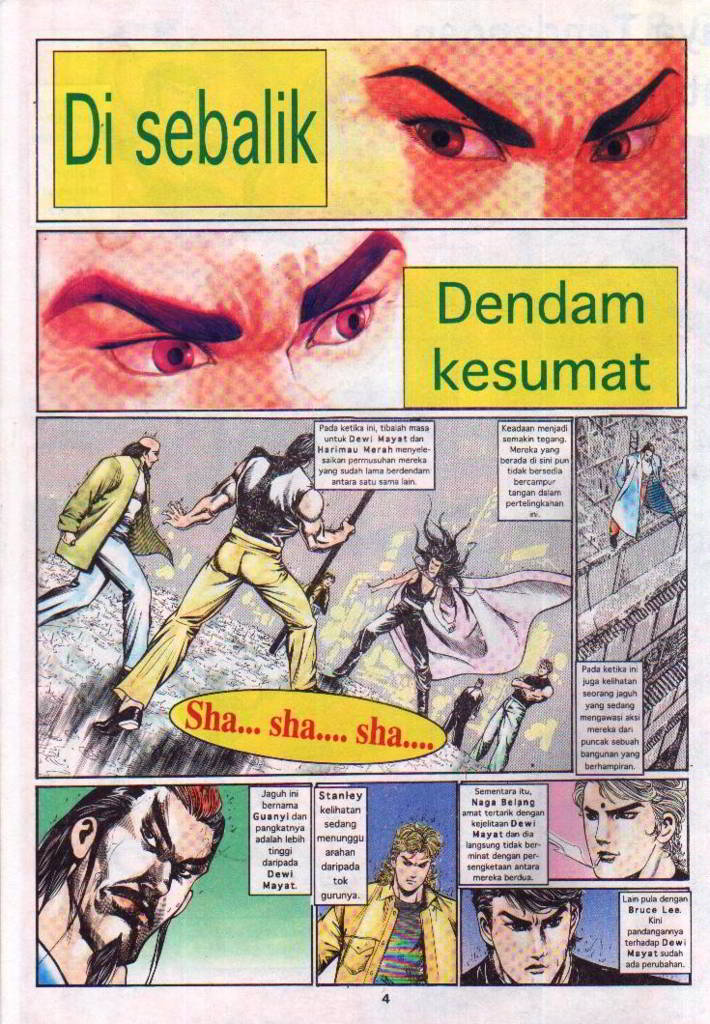 Di sebalik
Dendam
kesumat
Pada ketika ini, tibalah masa
untuk Dewi Mayat dan
Harimau Merah menyele-
saikan permusuhan mereka
yang sudah lama berdendam
antara satu sama lain.
Keadaan menjadi
semakin tegang.
Mereka yang
berada di sini pun
tidak bersedia
bercampur
tangan dalam
pertelingkahan
ini.
Pada ketika ini
juga kelihatan
seorang jaguh
yang sedang
mengawasi aksi
mereka dari
puncak sebuah
bangunan yang
berhampiran.
Sha... sha.... sha....
Jaguh ini
bernama
Guanyi dan
pangkatnya
adalah lebih
tinggi
daripada
Dewi
Mayat.
Stanley
kelihatan
sedang
menunggu
arahan
daripada
tok
gurunya.
Sementara itu,
Naga Belang
amat tertarik dengan
kejelitaan Dewi
Mayat dan dia
langsung tidak ber-
minat dengan per-
sengketaan antara
mereka berdua.
Lain pula dengan
Bruce Lee.
Kini
pandangannya
terhadap Dewi
Mayat sudah
ada perubahan.
4